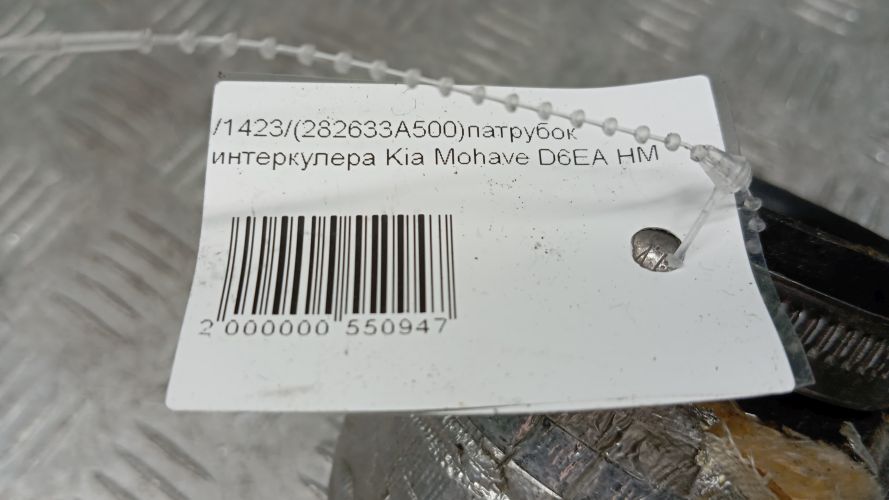 /1423/(282633A500)патрубок
интеркулера Kia Mohave D6EA HM
2 000000 550947